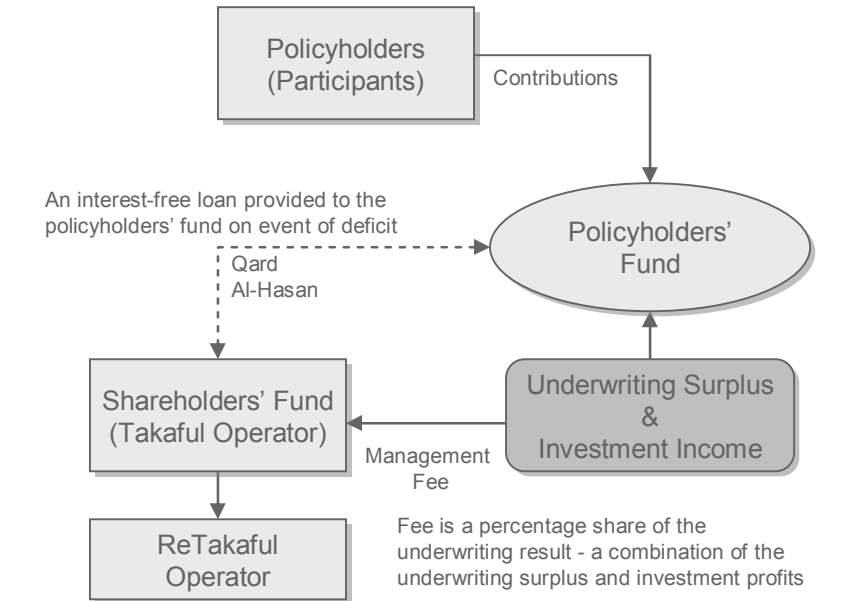 Policyholders
(Participants)
Contributions
An interest-free loan provided to the
policyholders' fund on event of deficit
Policyholders'
Fund
Qard
Al-Hasan
Shareholders' Fund
(Takaful Operator)
Underwriting Surplus
&
Investment Income
Management
Fee
ReTakaful
Operator
Fee is a percentage share of the
underwriting result - a combination of the
underwriting surplus and investment profits